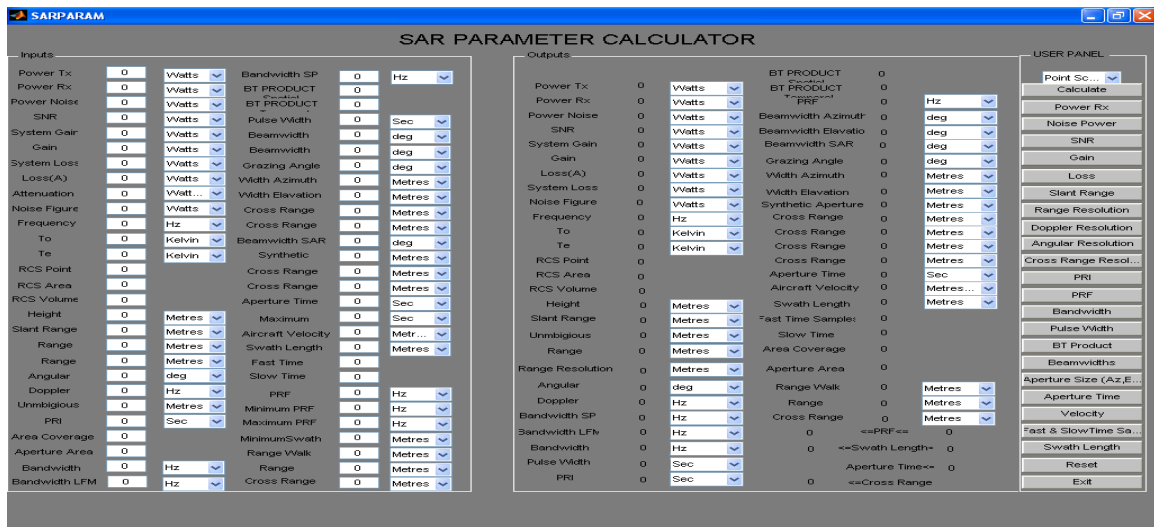 SARPARAM
SAR PARAMETER CALCULATOR
Inputs
Power Tx 0 Watts
Power Rx 0 Watts
Power Noise 0 Watts
SNR 0 Watts
System Gain 0 Watts
Gain 0 Watts
System Loss 0 Watts
Loss(A) 0 Watts
Attenuation 0 Watt...
Noise Figure 0 Watts
Frequency 0 Hz
To 0 Kelvin
Te 0 Kelvin
RCS Point 0
RCS Area 0
RCS Volume 0
Height 0 Metres
Slant Range 0 Metres
Range 0 Metres
Range 0 Metres
Angular 0 deg
Doppler 0 Hz
Unmbigious 0 Metres
PRI 0 Sec
Area Coverage 0
Aperture Area 0
Bandwidth 0 Hz
Bandwidth LFM 0 Hz
Bandwidth SP 0 Hz
BT PRODUCT 0
BT PRODUCT 0
Pulse Width 0 Sec
Beamwidth 0 deg
Beamwidth 0 deg
Grazing Angle 0 deg
Width Azimuth 0 Metres
Width Elavation 0 Metres
Cross Range 0 Metres
Cross Range 0 Metres
Beamwidth SAR 0 deg
Synthetic 0 Metres
Cross Range 0 Metres
Cross Range 0 Metres
Aperture Time 0 Sec
Maximum 0 Sec
Aircraft Velocity 0 Metr...
Swath Length 0 Metres
Fast Time 0
Slow Time 0
PRF 0 Hz
Minimum PRF 0 Hz
Maximum PRF 0 Hz
MinimumSwath 0 Metres
Range Walk 0 Metres
Range 0 Metres
Cross Range 0 Metres
Outputs
Power Tx 0 Watts
Power Rx 0 Watts
Power Noise 0 Watts
SNR 0 Watts
System Gain 0 Watts
Gain 0 Watts
Loss(A) 0 Watts
System Loss 0 Watts
Noise Figure 0 Watts
Frequency 0 Hz
To 0 Kelvin
Te 0 Kelvin
RCS Point 0
RCS Area 0
RCS Volume 0
Height 0 Metres
Slant Range 0 Metres
Unmbigious 0 Metres
Range 0 Metres
Range Resolution 0 Metres
Angular 0 deg
Doppler 0 Hz
Bandwidth SP 0 Hz
Bandwidth LFM 0 Hz
Bandwidth 0 Hz
Pulse Width 0 Sec
PRI 0 Sec
BT PRODUCT 0
BT PRODUCT 0
PRF 0 Hz
Beamwidth Azimuth 0 deg
Beamwidth Elavatio 0 deg
Beamwidth SAR 0 deg
Grazing Angle 0 deg
Width Azimuth 0 Metres
Width Elavation 0 Metres
Synthetic Aperture 0 Metres
Cross Range 0 Metres
Cross Range 0 Metres
Cross Range 0 Metres
Cross Range 0 Metres
Aperture Time 0 Sec
Aircraft Velocity 0 Metres...
Swath Length 0 Metres
Fast Time Samples 0
Slow Time 0
Area Coverage 0
Aperture Area 0
Range Walk 0 Metres
Range 0 Metres
Cross Range 0 Metres
0 <=PRF<= 0
0 <=Swath Length= 0
Aperture Time<= 0
0 <=Cross Range
USER PANEL
Point Sc...
Calculate
Power Rx
Noise Power
SNR
Gain
Loss
Slant Range
Range Resolution
Doppler Resolution
Angular Resolution
Cross Range Resol...
PRI
PRF
Bandwidth
Pulse Width
BT Product
Beamwidths
Aperture Size (Az,E...
Aperture Time
Velocity
Fast & SlowTime Sa...
Swath Length
Reset
Exit